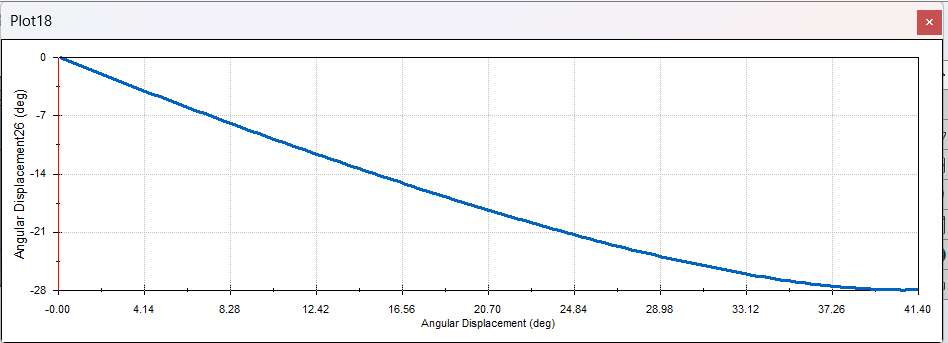 Plot18
Angular Displacement26 (deg)
0
-7
-14
-21
-28
-0.00 4.14 8.28 12.42 16.56 20.70 24.84 28.98 33.12 37.26 41.40
Angular Displacement (deg)